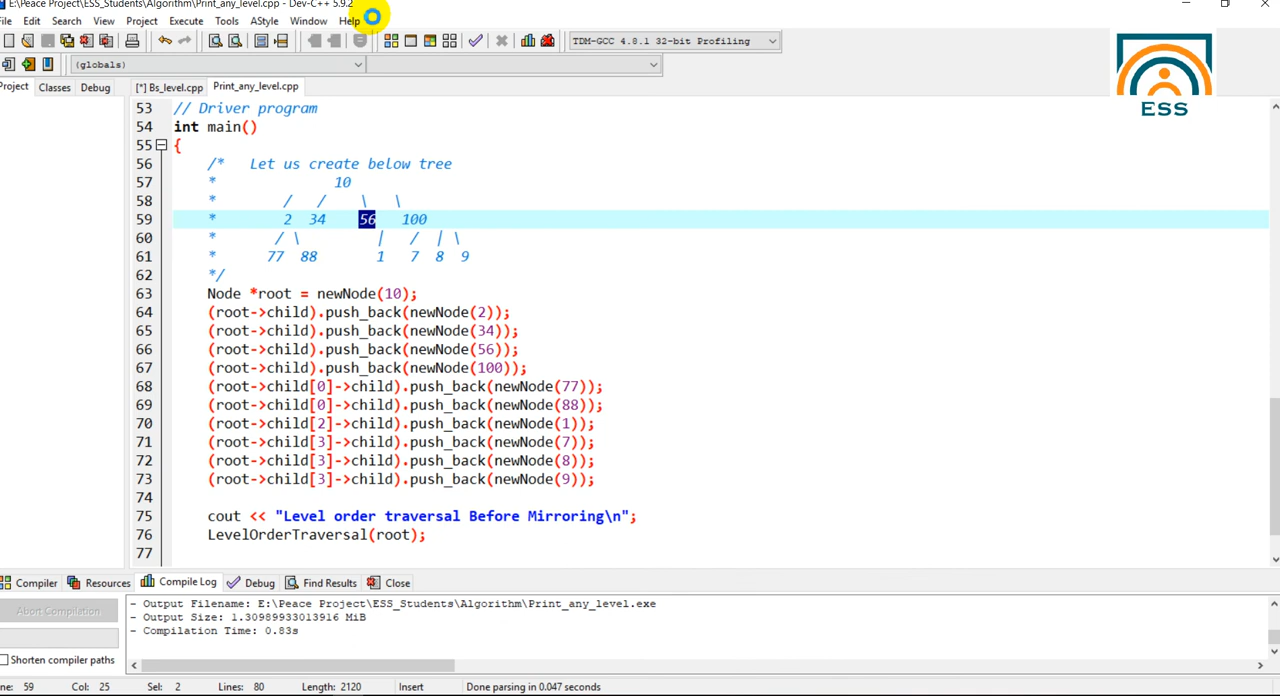 E:\Peace Project\ESS_Students\Algorithm\Print_any_level.cpp - Dev-C++ 5.9.2
File Edit Search View Project Execute Tools AStyle Window Help
TDM-GCC 4.8.1 32-bit Profiling
(globals)
Project Classes Debug [*] Bs_level.cpp Print_any_level.cpp
ESS
53 // Driver program
54 int main()
55 {
56 /* Let us create below tree
57 * 10
58 * / / \ \
59 * 2 34 56 100
60 * / \ | / | \
61 * 77 88 1 7 8 9
62 */
63 Node *root = newNode(10);
64 (root->child).push_back(newNode(2));
65 (root->child).push_back(newNode(34));
66 (root->child).push_back(newNode(56));
67 (root->child).push_back(newNode(100));
68 (root->child[0]->child).push_back(newNode(77));
69 (root->child[0]->child).push_back(newNode(88));
70 (root->child[2]->child).push_back(newNode(1));
71 (root->child[3]->child).push_back(newNode(7));
72 (root->child[3]->child).push_back(newNode(8));
73 (root->child[3]->child).push_back(newNode(9));
74
75 cout << "Level order traversal Before Mirroring\n";
76 LevelOrderTraversal(root);
77
Compiler Resources Compile Log Debug Find Results Close
Abort Compilation
- Output Filename: E:\Peace Project\ESS_Students\Algorithm\Print_any_level.exe
- Output Size: 1.30989933013916 MiB
- Compilation Time: 0.83s
Shorten compiler paths
ne: 59 Col: 25 Sel: 2 Lines: 80 Length: 2120 Insert Done parsing in 0.047 seconds